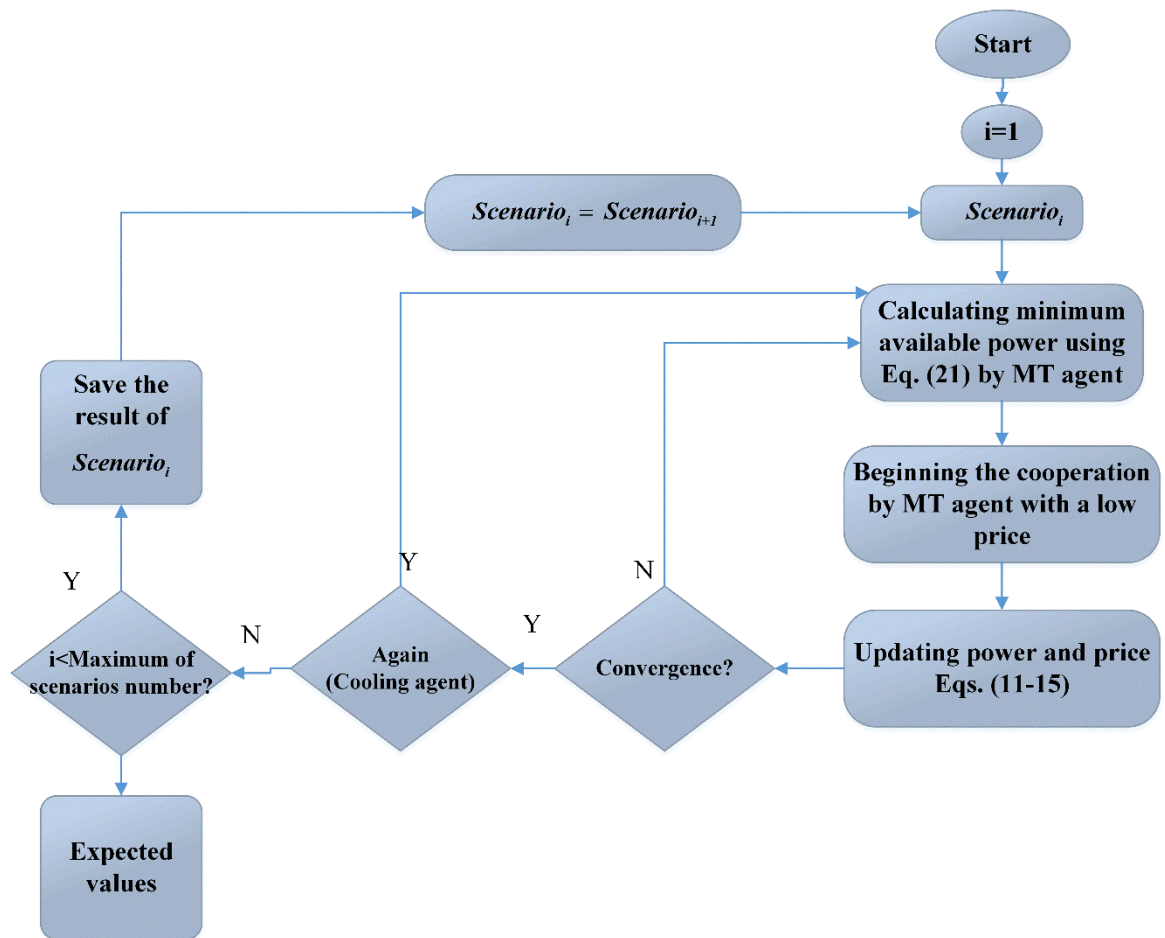 Start
i=1
Scenario_i = Scenario_{i+1}
Scenario_i
Calculating minimum
available power using
Eq. (21) by MT agent
Save the
result of
Scenario_i
Beginning the cooperation
by MT agent with a low
price
Y
N
Y
Y
N
Updating power and price
Eqs. (11-15)
Convergence?
Again
(Cooling agent)
i<Maximum of
scenarios number?
Expected
values